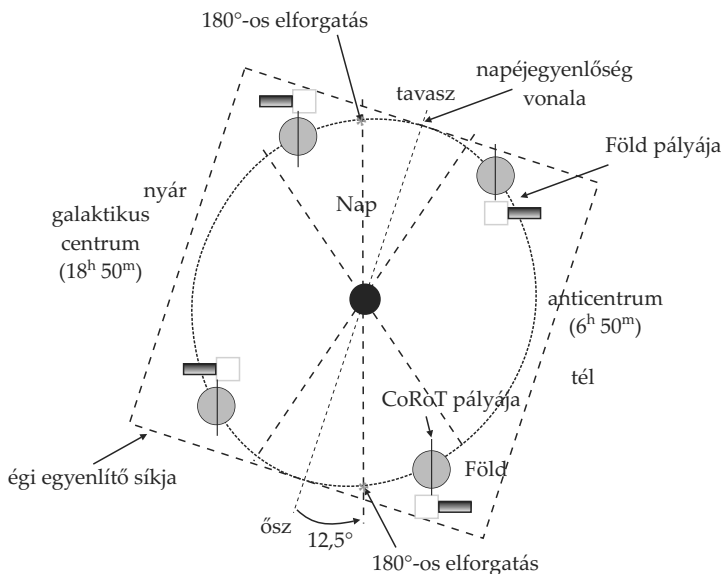 180°-os elforgatás
napéjegyenlőség
vonala
tavasz
Föld pályája
nyár
galaktikus
centrum
(18h 50m)
Nap
anticentrum
(6h 50m)
tél
CoRoT pályája
Föld
égi egyenlítő síkja
ősz
12,5°
180°-os elforgatás